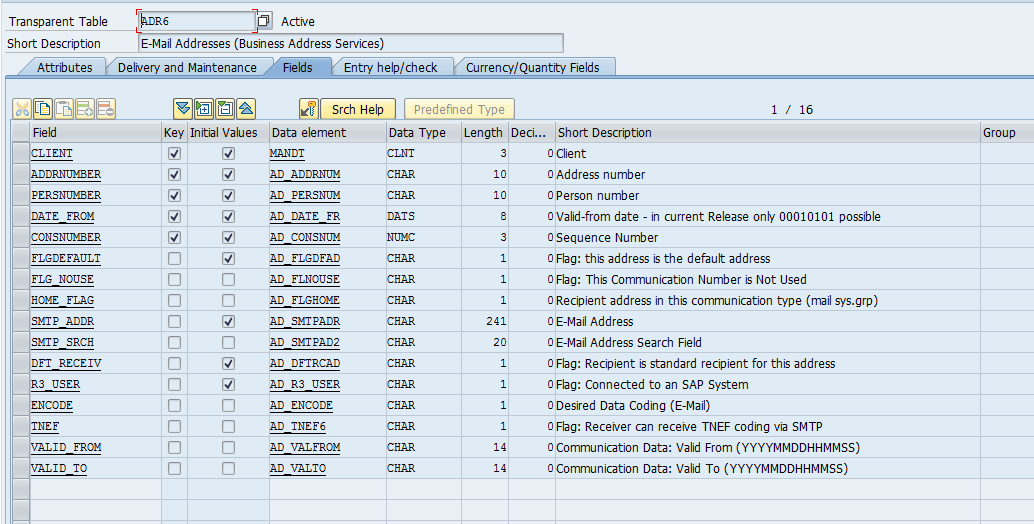 Transparent Table ADR6 Active
Short Description E-Mail Addresses (Business Address Services)
Attributes Delivery and Maintenance Fields Entry help/check Currency/Quantity Fields
Srch Help Predefined Type 1 / 16
Field Key Initial Values Data element Data Type Length Deci... Short Description Group
CLIENT MANDT CLNT 3 0 Client
ADDRNUMBER AD_ADDRNUM CHAR 10 0 Address number
PERSNUMBER AD_PERSNUM CHAR 10 0 Person number
DATE_FROM AD_DATE_FR DATS 8 0 Valid-from date - in current Release only 00010101 possible
CONSNUMBER AD_CONSNUM NUMC 3 0 Sequence Number
FLGDEFAULT AD_FLGDFAD CHAR 1 0 Flag: this address is the default address
FLG_NOUSE AD_FLNOUSE CHAR 1 0 Flag: This Communication Number is Not Used
HOME_FLAG AD_FLGHOME CHAR 1 0 Recipient address in this communication type (mail sys.grp)
SMTP_ADDR AD_SMTPADR CHAR 241 0 E-Mail Address
SMTP_SRCH AD_SMTPAD2 CHAR 20 0 E-Mail Address Search Field
DFT_RECEIV AD_DFTRCAD CHAR 1 0 Flag: Recipient is standard recipient for this address
R3_USER AD_R3_USER CHAR 1 0 Flag: Connected to an SAP System
ENCODE AD_ENCODE CHAR 1 0 Desired Data Coding (E-Mail)
TNEF AD_TNEF6 CHAR 1 0 Flag: Receiver can receive TNEF coding via SMTP
VALID_FROM AD_VALFROM CHAR 14 0 Communication Data: Valid From (YYYYMMDDHHMMSS)
VALID_TO AD_VALTO CHAR 14 0 Communication Data: Valid To (YYYYMMDDHHMMSS)